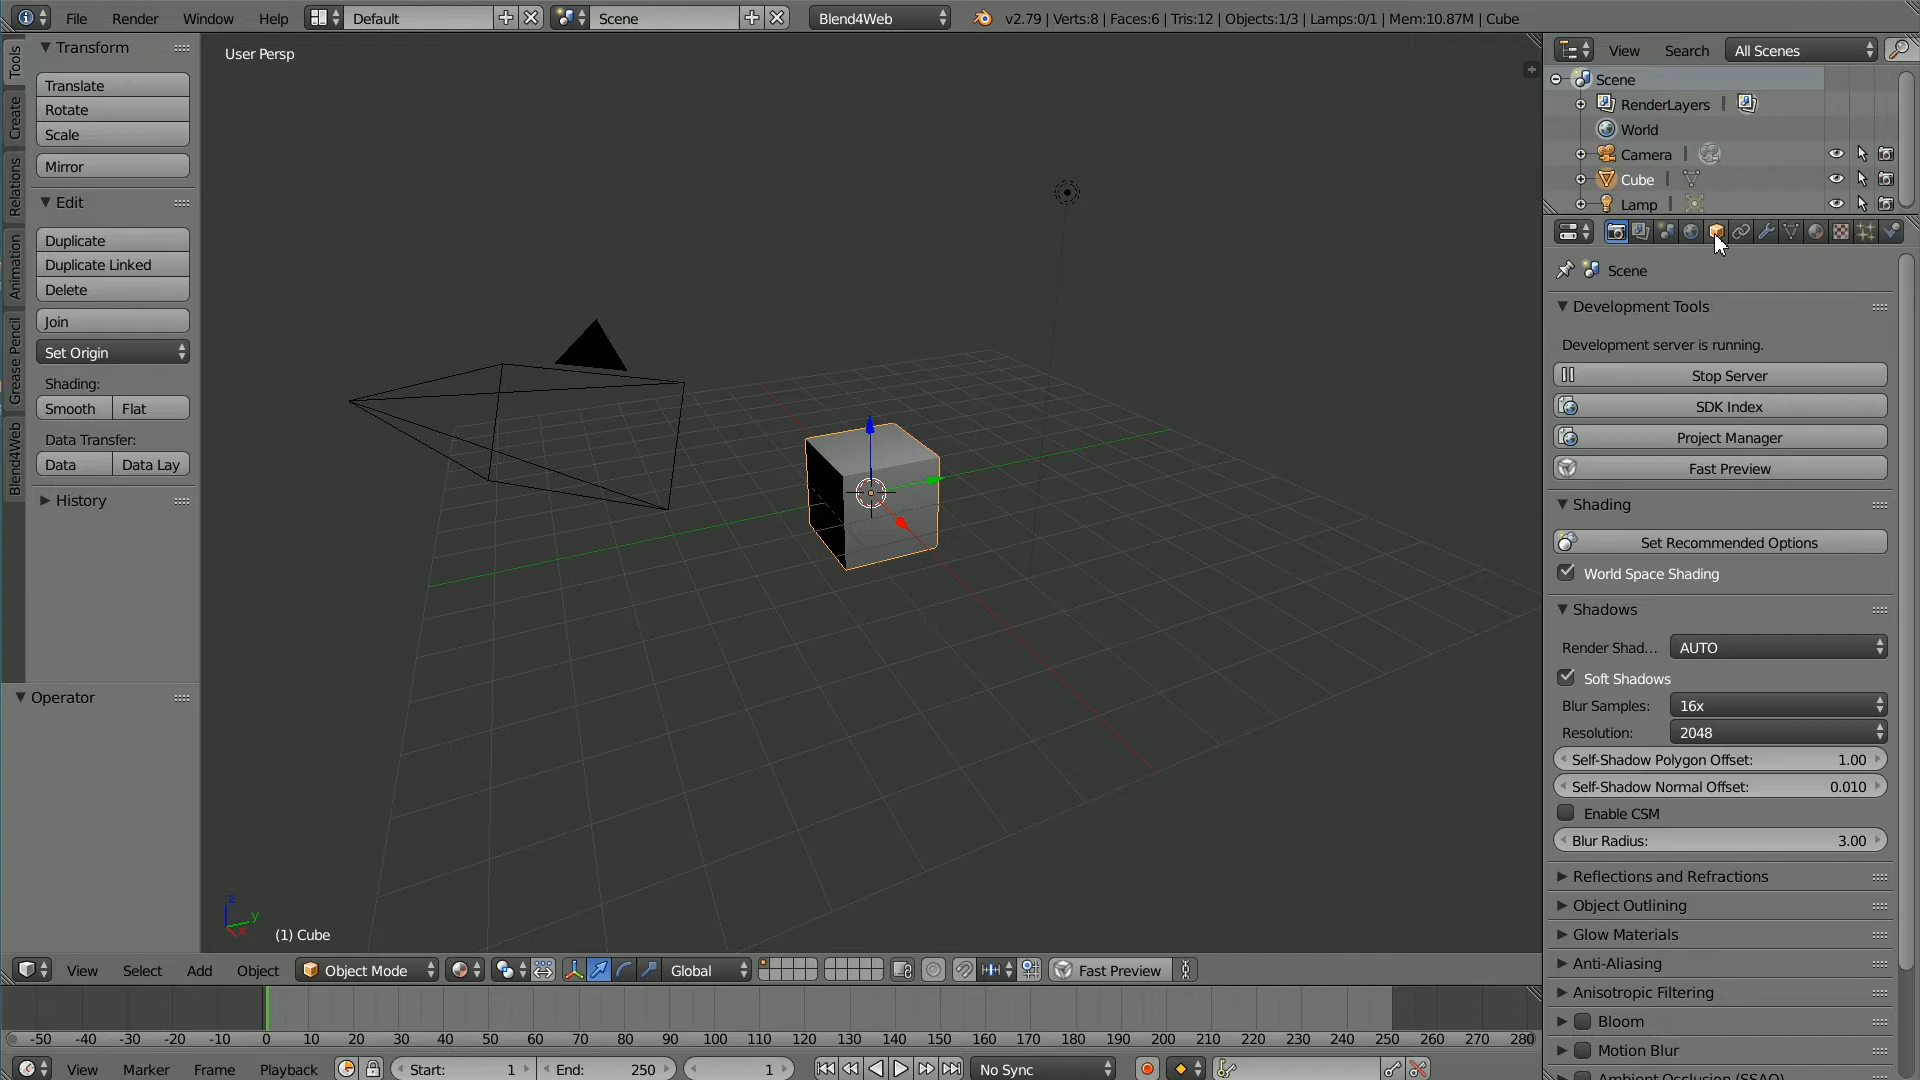 File Render Window Help Default Scene Blend4Web v2.79 | Verts:8 | Faces:6 | Tris:12 | Objects:1/3 | Lamps:0/1 | Mem:10.87M | Cube
Tools
Create
Relations
Animation
Grease Pencil
Blend4Web
Transform
Translate
Rotate
Scale
Mirror
Edit
Duplicate
Duplicate Linked
Delete
Join
Set Origin
Shading:
Smooth Flat
Data Transfer:
Data Data Lay
History
Operator
User Persp
z
y
x
(1) Cube
View Search All Scenes
Scene
RenderLayers
World
Camera
Cube
Lamp
Scene
Development Tools
Development server is running.
Stop Server
SDK Index
Project Manager
Fast Preview
Shading
Set Recommended Options
World Space Shading
Shadows
Render Shad... AUTO
Soft Shadows
Blur Samples: 16x
Resolution: 2048
Self-Shadow Polygon Offset: 1.00
Self-Shadow Normal Offset: 0.010
Enable CSM
Blur Radius: 3.00
Reflections and Refractions
Object Outlining
Glow Materials
Anti-Aliasing
Anisotropic Filtering
Bloom
Motion Blur
Ambient Occlusion (SSAO)
View Select Add Object Object Mode Global Fast Preview
-50 -40 -30 -20 -10 0 10 20 30 40 50 60 70 80 90 100 110 120 130 140 150 160 170 180 190 200 210 220 230 240 250 260 270 280
View Marker Frame Playback Start: 1 End: 250 1 No Sync